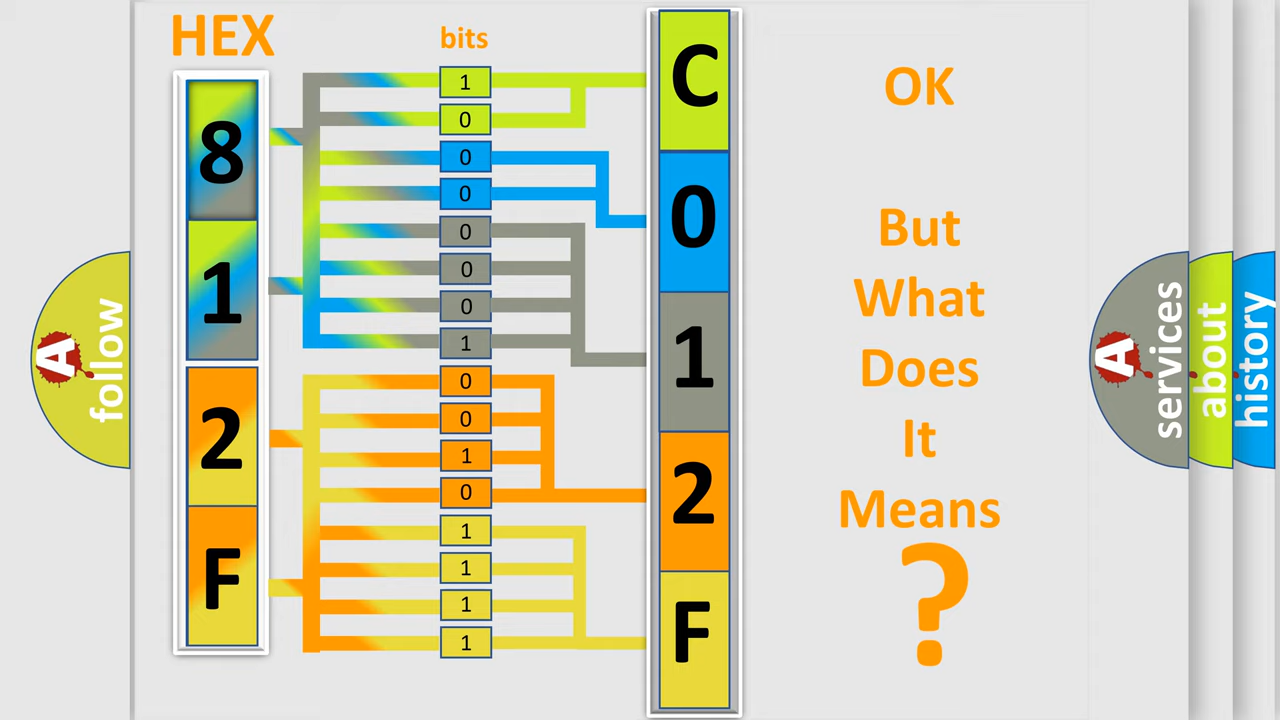 HEX
bits
8
1
2
F
1
0
0
0
0
0
0
1
0
0
1
0
1
1
1
1
C
0
1
2
F
OK
But
What
Does
It
Means
?
A
follow
A
services
about
history